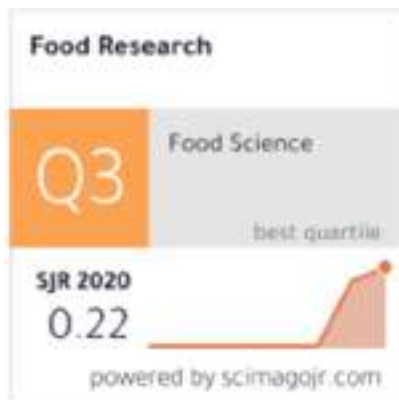 Food Research
Q3
Food Science
best quartile
SJR 2020
0.22
powered by scimagojr.com